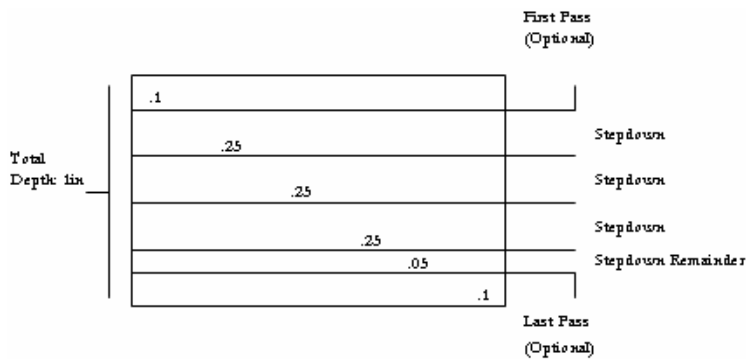 First Pass
(Optional)
.1
Stepdown
.25
Total
Depth: 1in
Stepdown
.25
Stepdown
.25
Stepdown Remainder
.05
.1
Last Pass
(Optional)